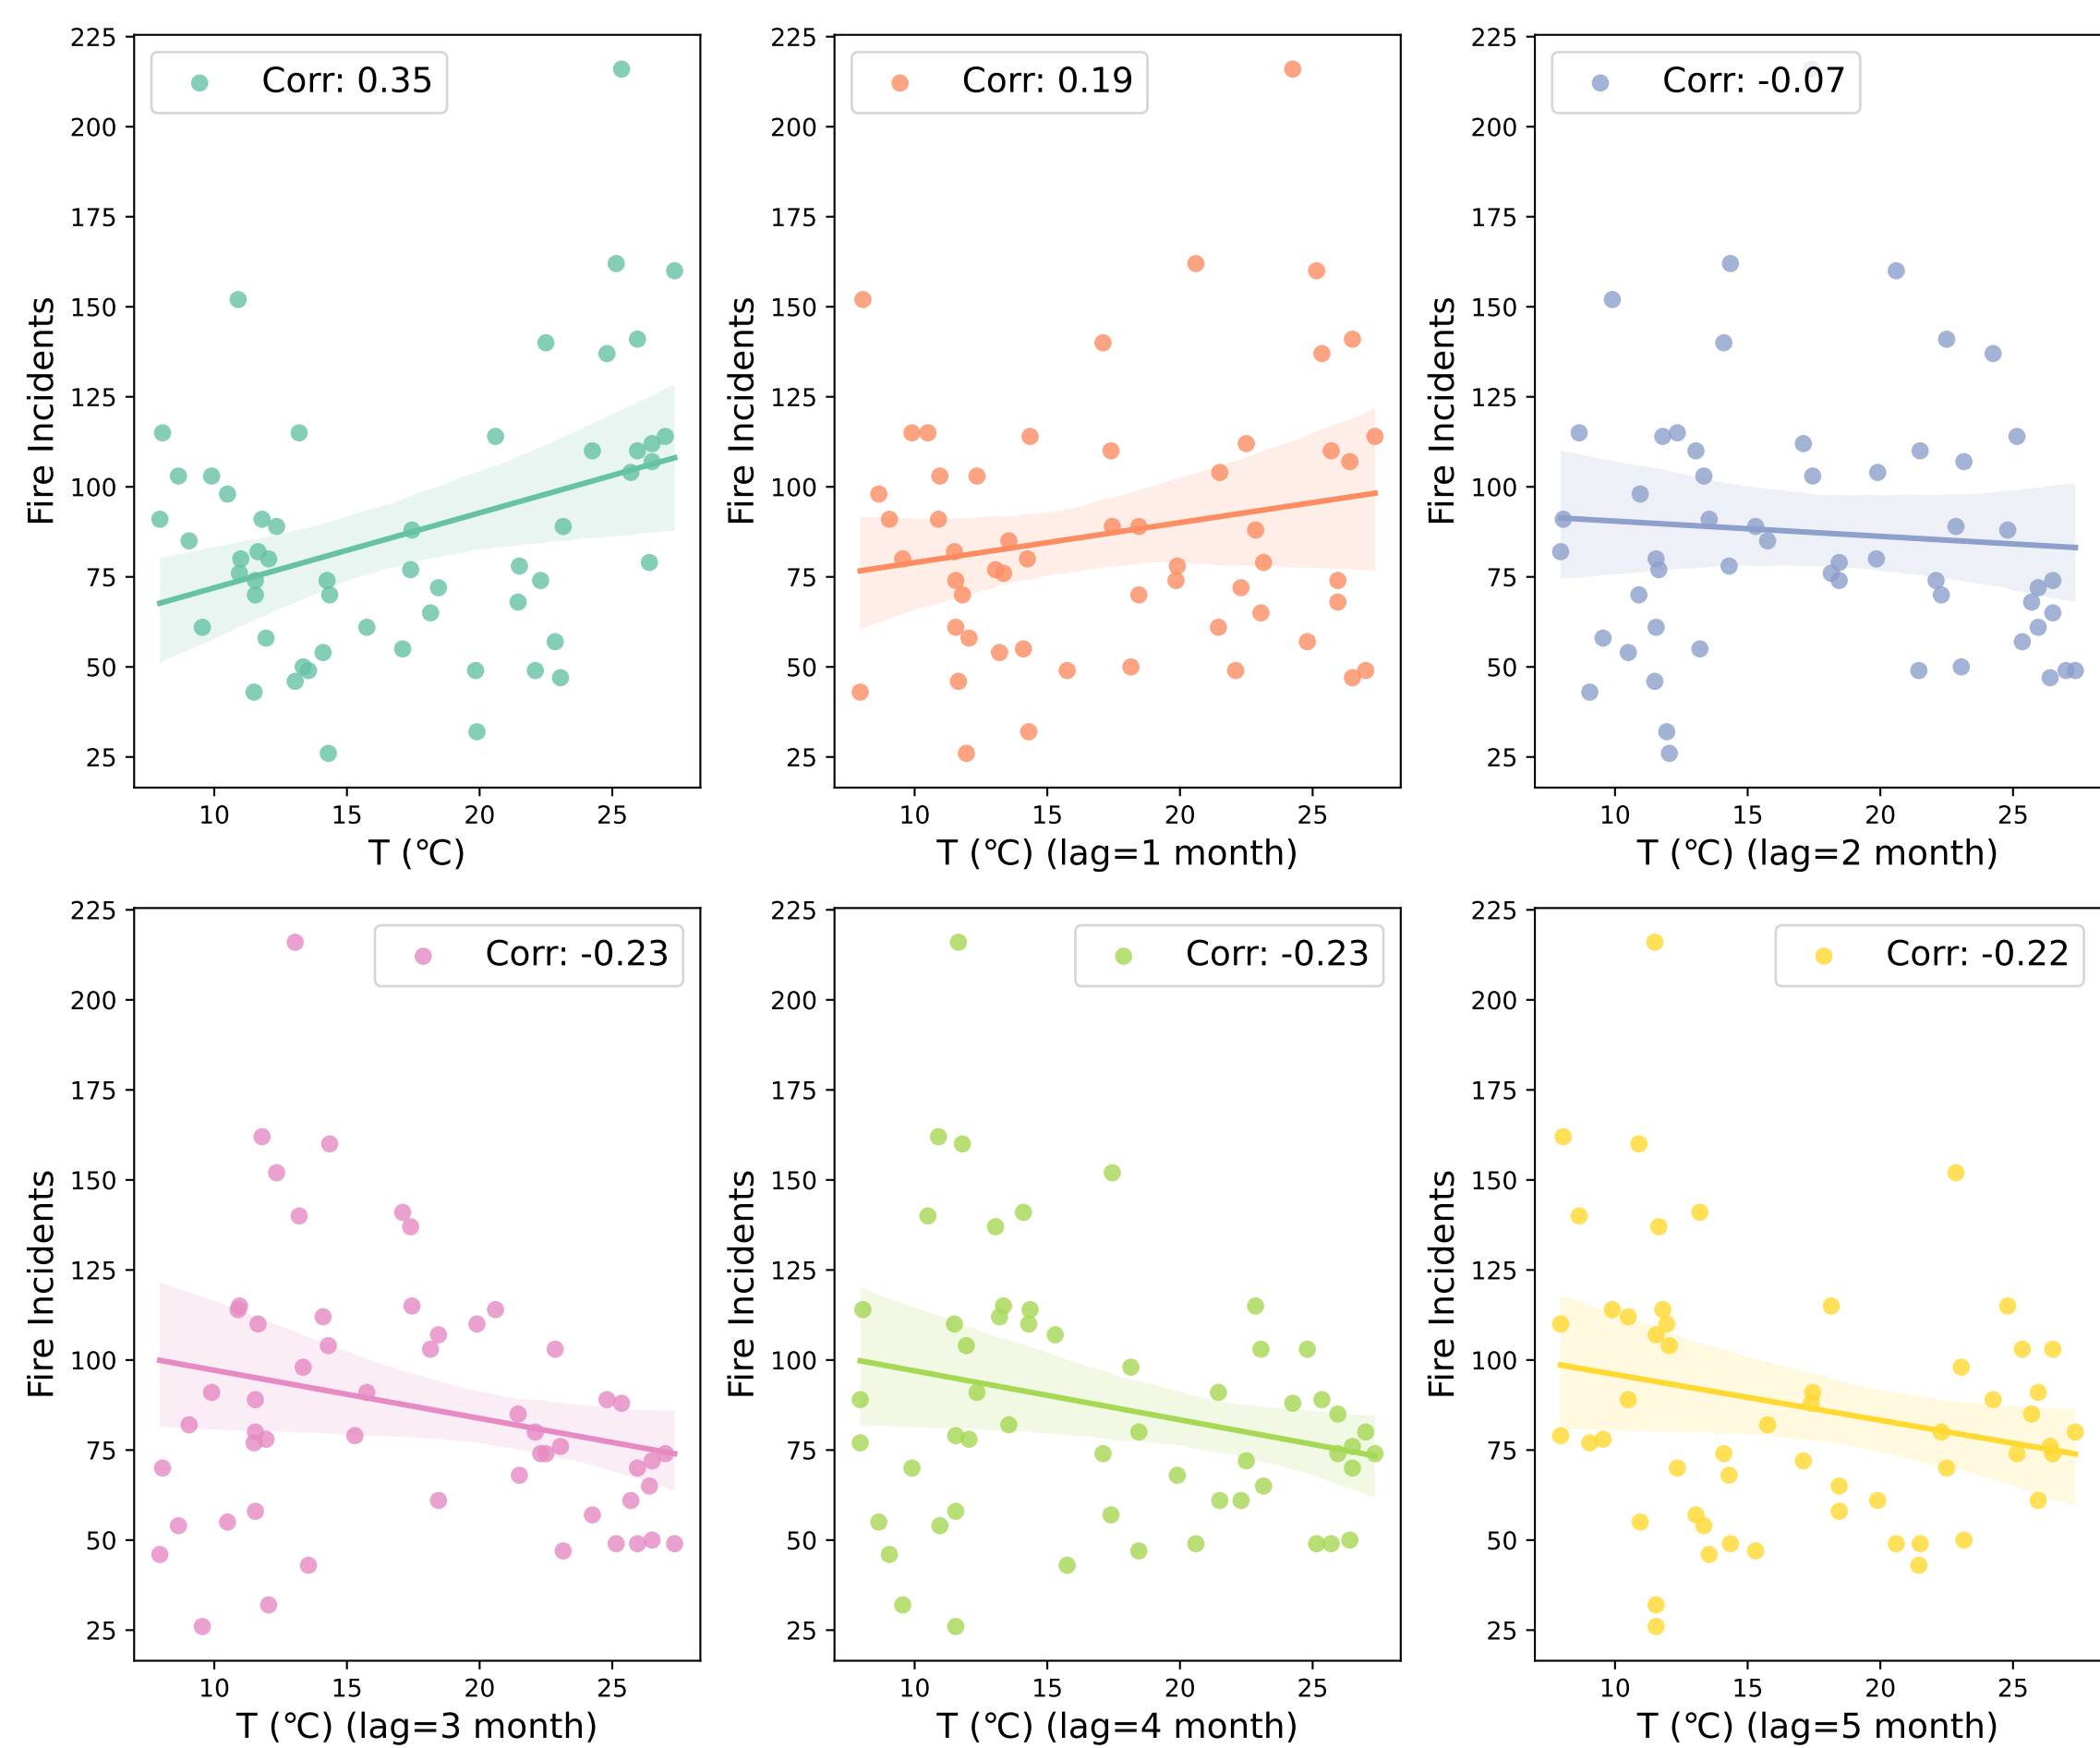 225
200
175
150
125
100
75
50
25
Fire Incidents
Corr: 0.35
10 15 20 25
T (℃)
225
200
175
150
125
100
75
50
25
Fire Incidents
Corr: 0.19
10 15 20 25
T (℃) (lag=1 month)
225
200
175
150
125
100
75
50
25
Fire Incidents
Corr: -0.07
10 15 20 25
T (℃) (lag=2 month)
225
200
175
150
125
100
75
50
25
Fire Incidents
Corr: -0.23
10 15 20 25
T (℃) (lag=3 month)
225
200
175
150
125
100
75
50
25
Fire Incidents
Corr: -0.23
10 15 20 25
T (℃) (lag=4 month)
225
200
175
150
125
100
75
50
25
Fire Incidents
Corr: -0.22
10 15 20 25
T (℃) (lag=5 month)